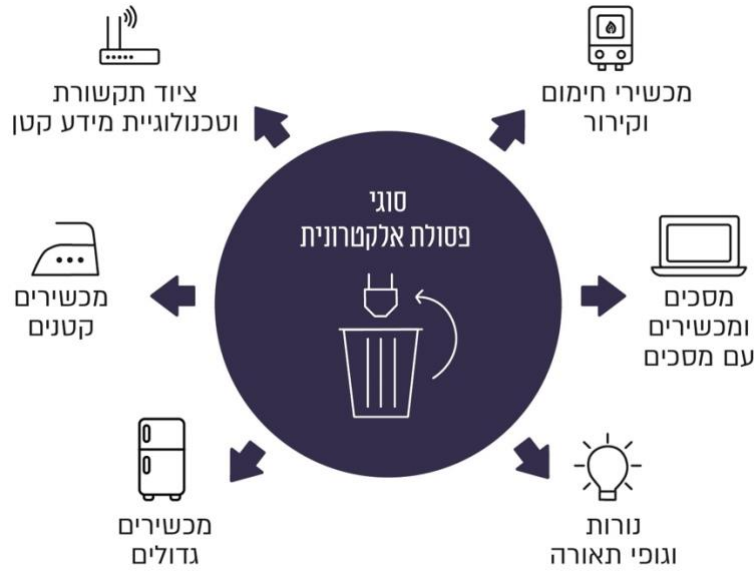 סוגי
פסולת אלקטרונית
מכשירי חימום
וקירור
מסכים
ומכשירים
עם מסכים
נורות
וגופי תאורה
מכשירים
גדולים
מכשירים
קטנים
ציוד תקשורת
וטכנולוגיית מידע קטן